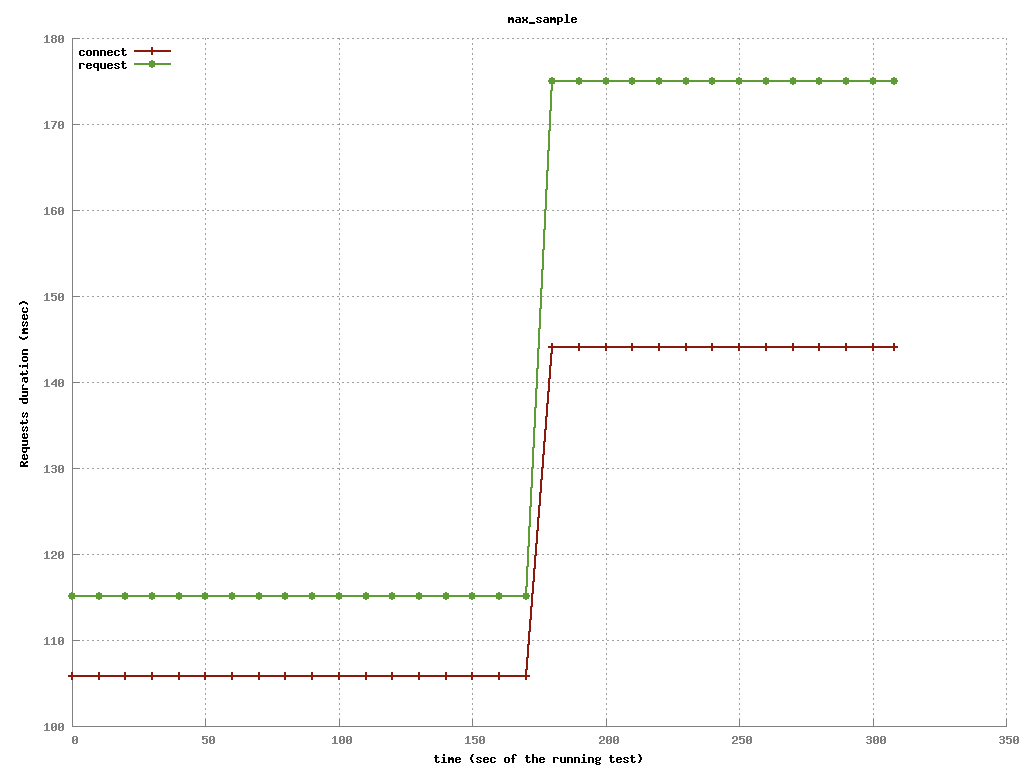 max_sample
connect
request
180
170
160
150
140
130
120
110
100
Requests duration (msec)
0 50 100 150 200 250 300 350
time (sec of the running test)